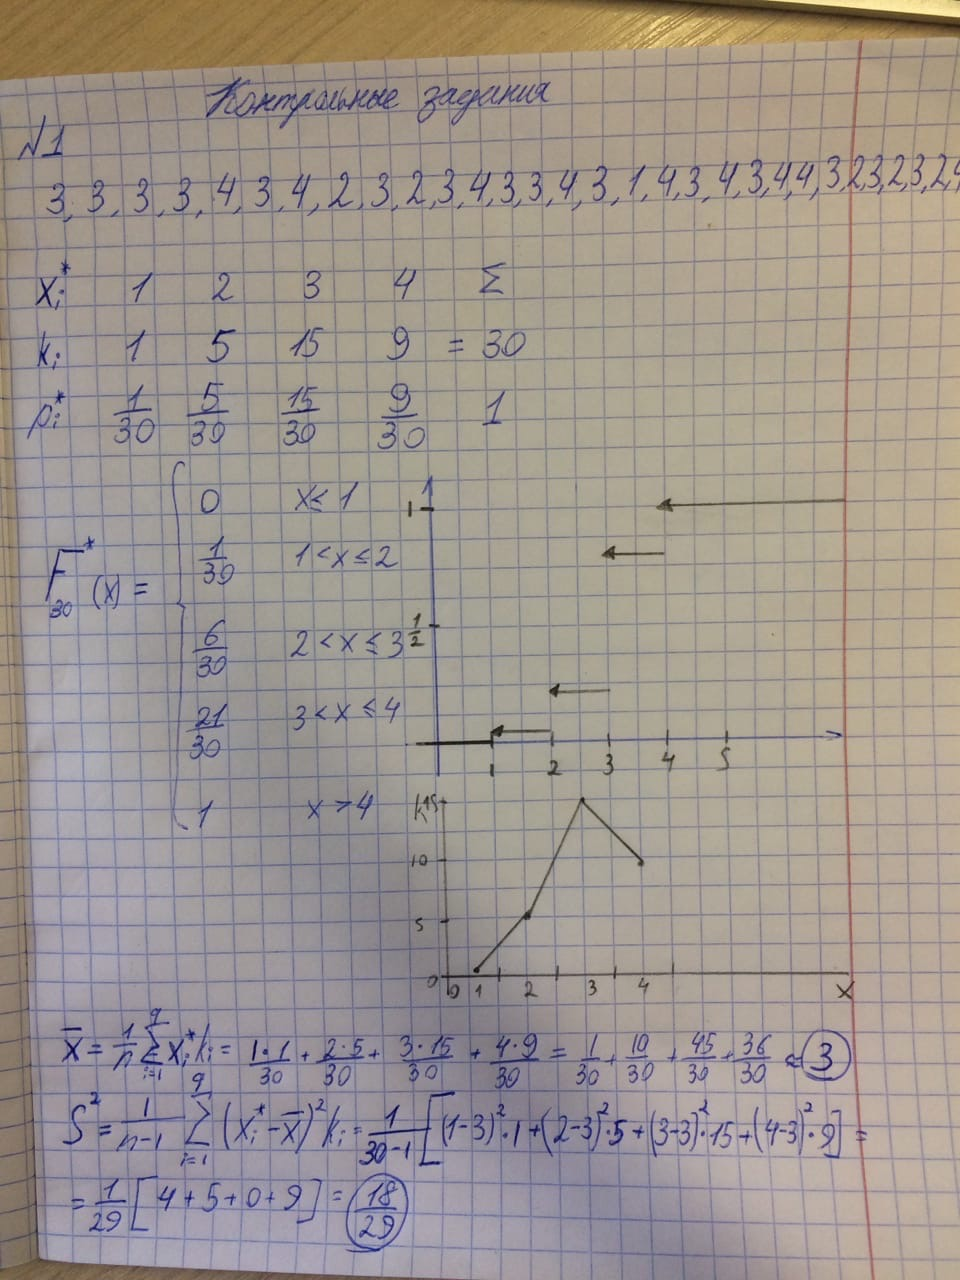 Контрольные задания
№1
3, 3, 3, 3, 4, 3, 4, 2, 3, 2, 3, 4, 3, 3, 4, 3, 1, 4, 3, 4, 3, 4, 4, 3 2 3, 2, 3, 2, 4
Xᵢ* 1 2 3 4 Σ
kᵢ 1 5 15 9 = 30
pᵢ* 1/30 5/30 15/30 9/30 1
F*₃₀(x) =
0 x ≤ 1
1/30 1 < x ≤ 2
6/30 2 < x ≤ 3
21/30 3 < x ≤ 4
1 x > 4
1
1/2
1 2 3 4 5
k 15
10
5
0
0 1 2 3 4 x
x̄ = 1/n Σ(i=1)^q Xᵢ* kᵢ = 1·1/30 + 2·5/30 + 3·15/30 + 4·9/30 = 1/30 + 10/30 + 45/30 + 36/30 ≈ 3
S² = 1/(n-1) Σ(i=1)^q (Xᵢ* - x̄)² kᵢ = 1/(30-1) [(1-3)²·1 + (2-3)²·5 + (3-3)²·15 + (4-3)²·9] =
= 1/29 [4 + 5 + 0 + 9] = 18/29